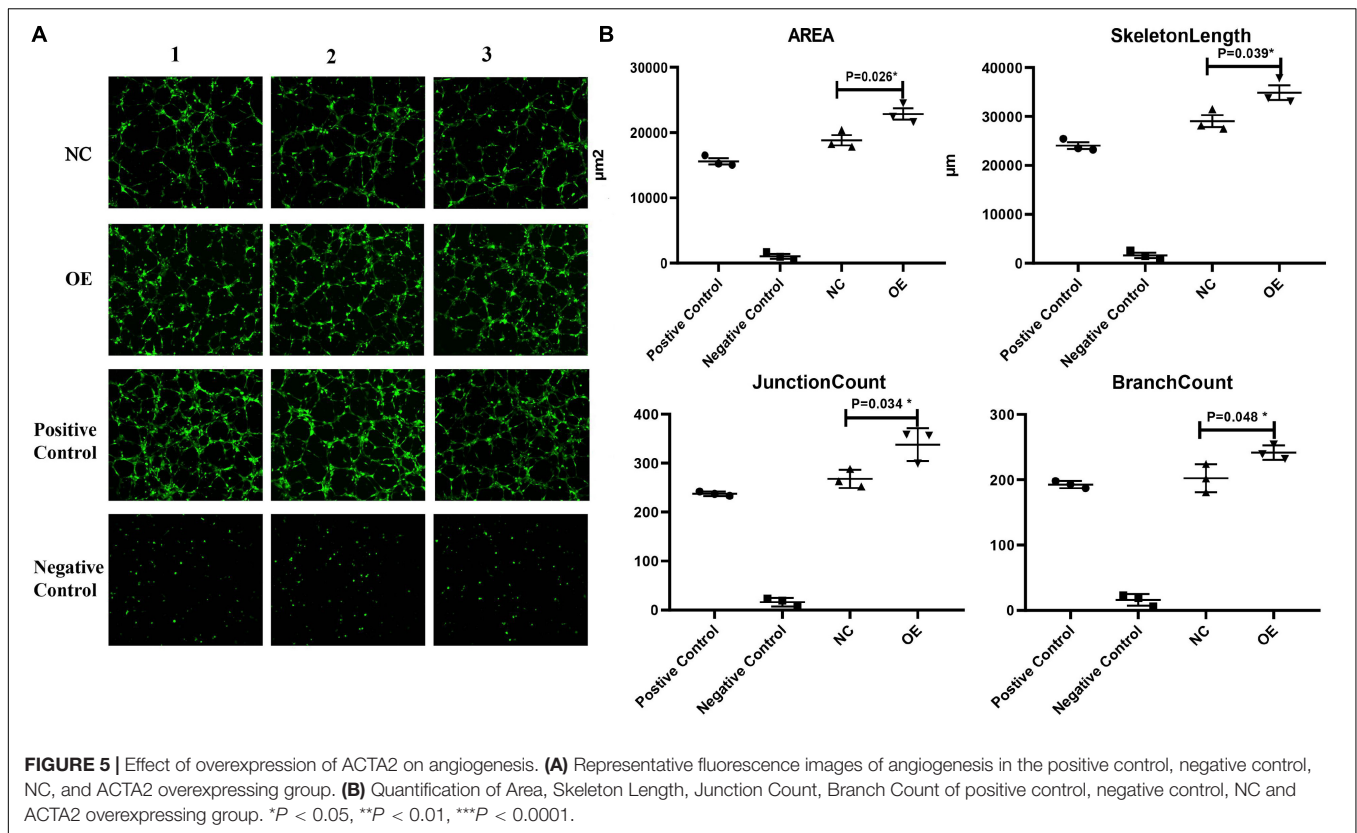 A
1 2 3
NC
OE
Positive
Control
Negative
Control
B
AREA
µm2
30000
20000
10000
0
P=0.026*
Postive Control
Negative Control
NC
OE
SkeletonLength
µm
40000
30000
20000
10000
0
P=0.039*
Postive Control
Negative Control
NC
OE
JunctionCount
400
300
200
100
0
P=0.034 *
Postive Control
Negative Control
NC
OE
BranchCount
300
200
100
0
P=0.048 *
Postive Control
Negative Control
NC
OE
FIGURE 5 | Effect of overexpression of ACTA2 on angiogenesis. (A) Representative fluorescence images of angiogenesis in the positive control, negative control,
NC, and ACTA2 overexpressing group. (B) Quantification of Area, Skeleton Length, Junction Count, Branch Count of positive control, negative control, NC and
ACTA2 overexpressing group. *P < 0.05, **P < 0.01, ***P < 0.0001.